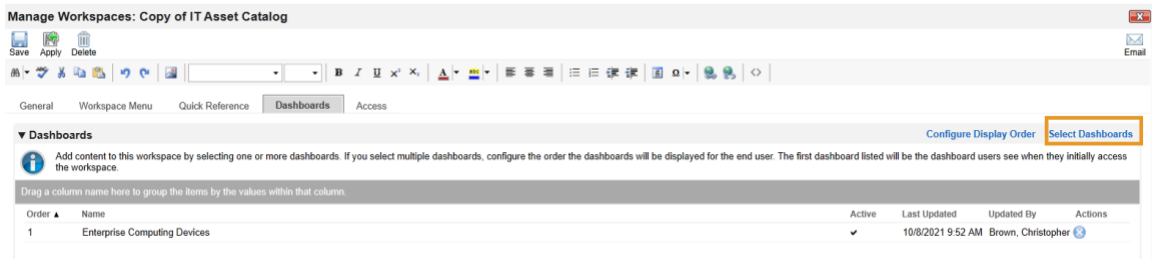 Manage Workspaces: Copy of IT Asset Catalog
Save Apply Delete
Email
B I U x² X₂ A abc Ω
General Workspace Menu Quick Reference Dashboards Access
▼ Dashboards Configure Display Order Select Dashboards
Add content to this workspace by selecting one or more dashboards. If you select multiple dashboards, configure the order the dashboards will be displayed for the end user. The first dashboard listed will be the dashboard users see when they initially access
the workspace.
Drag a column name here to group the items by the values within that column.
Order ▲ Name Active Last Updated Updated By Actions
1 Enterprise Computing Devices ✔ 10/8/2021 9:52 AM Brown, Christopher